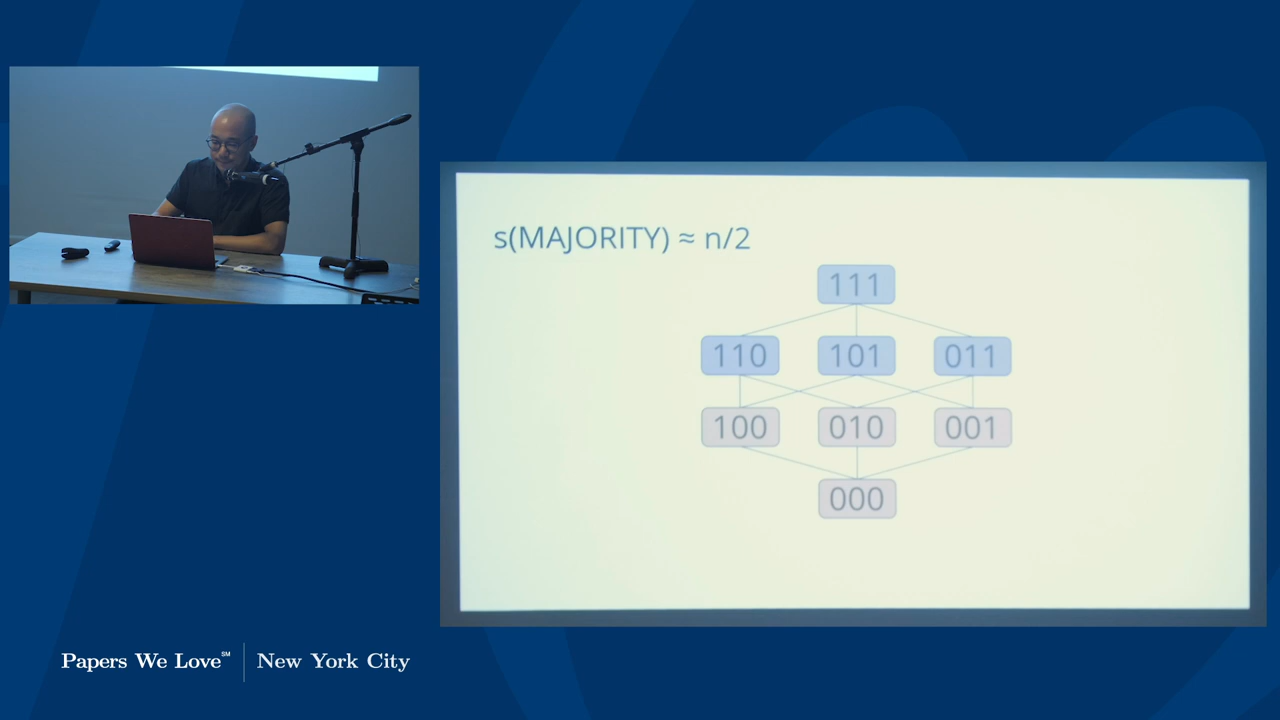 s(MAJORITY) ≈ n/2
111
110 101 011
100 010 001
000
Papers We Love℠ | New York City